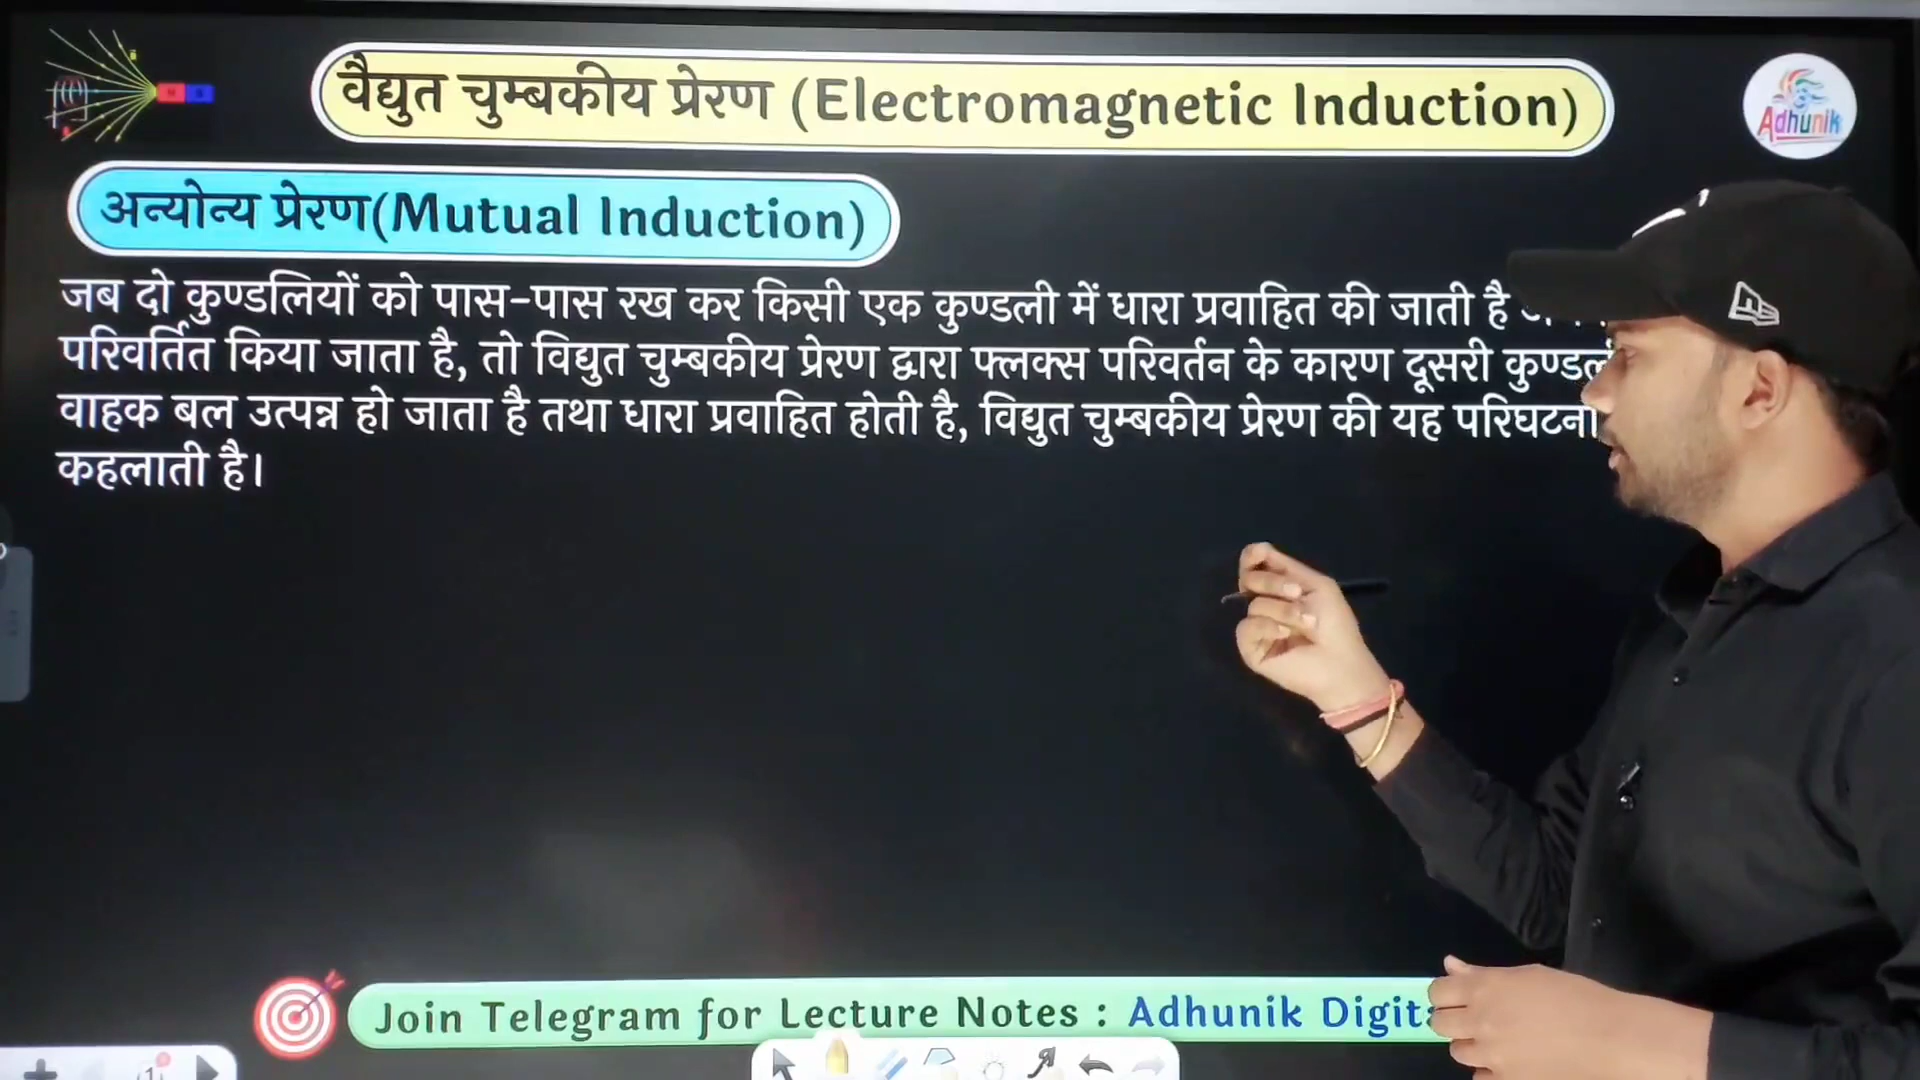 वैद्युत चुम्बकीय प्रेरण (Electromagnetic Induction)
Adhunik
अन्योन्य प्रेरण(Mutual Induction)
जब दो कुण्डलियों को पास-पास रख कर किसी एक कुण्डली में धारा प्रवाहित की जाती है
परिवर्तित किया जाता है, तो विद्युत चुम्बकीय प्रेरण द्वारा फ्लक्स परिवर्तन के कारण दूसरी
वाहक बल उत्पन्न हो जाता है तथा धारा प्रवाहित होती है, विद्युत चुम्बकीय प्रेरण की यह परिघटना
कहलाती है।
Join Telegram for Lecture Notes : Adhunik